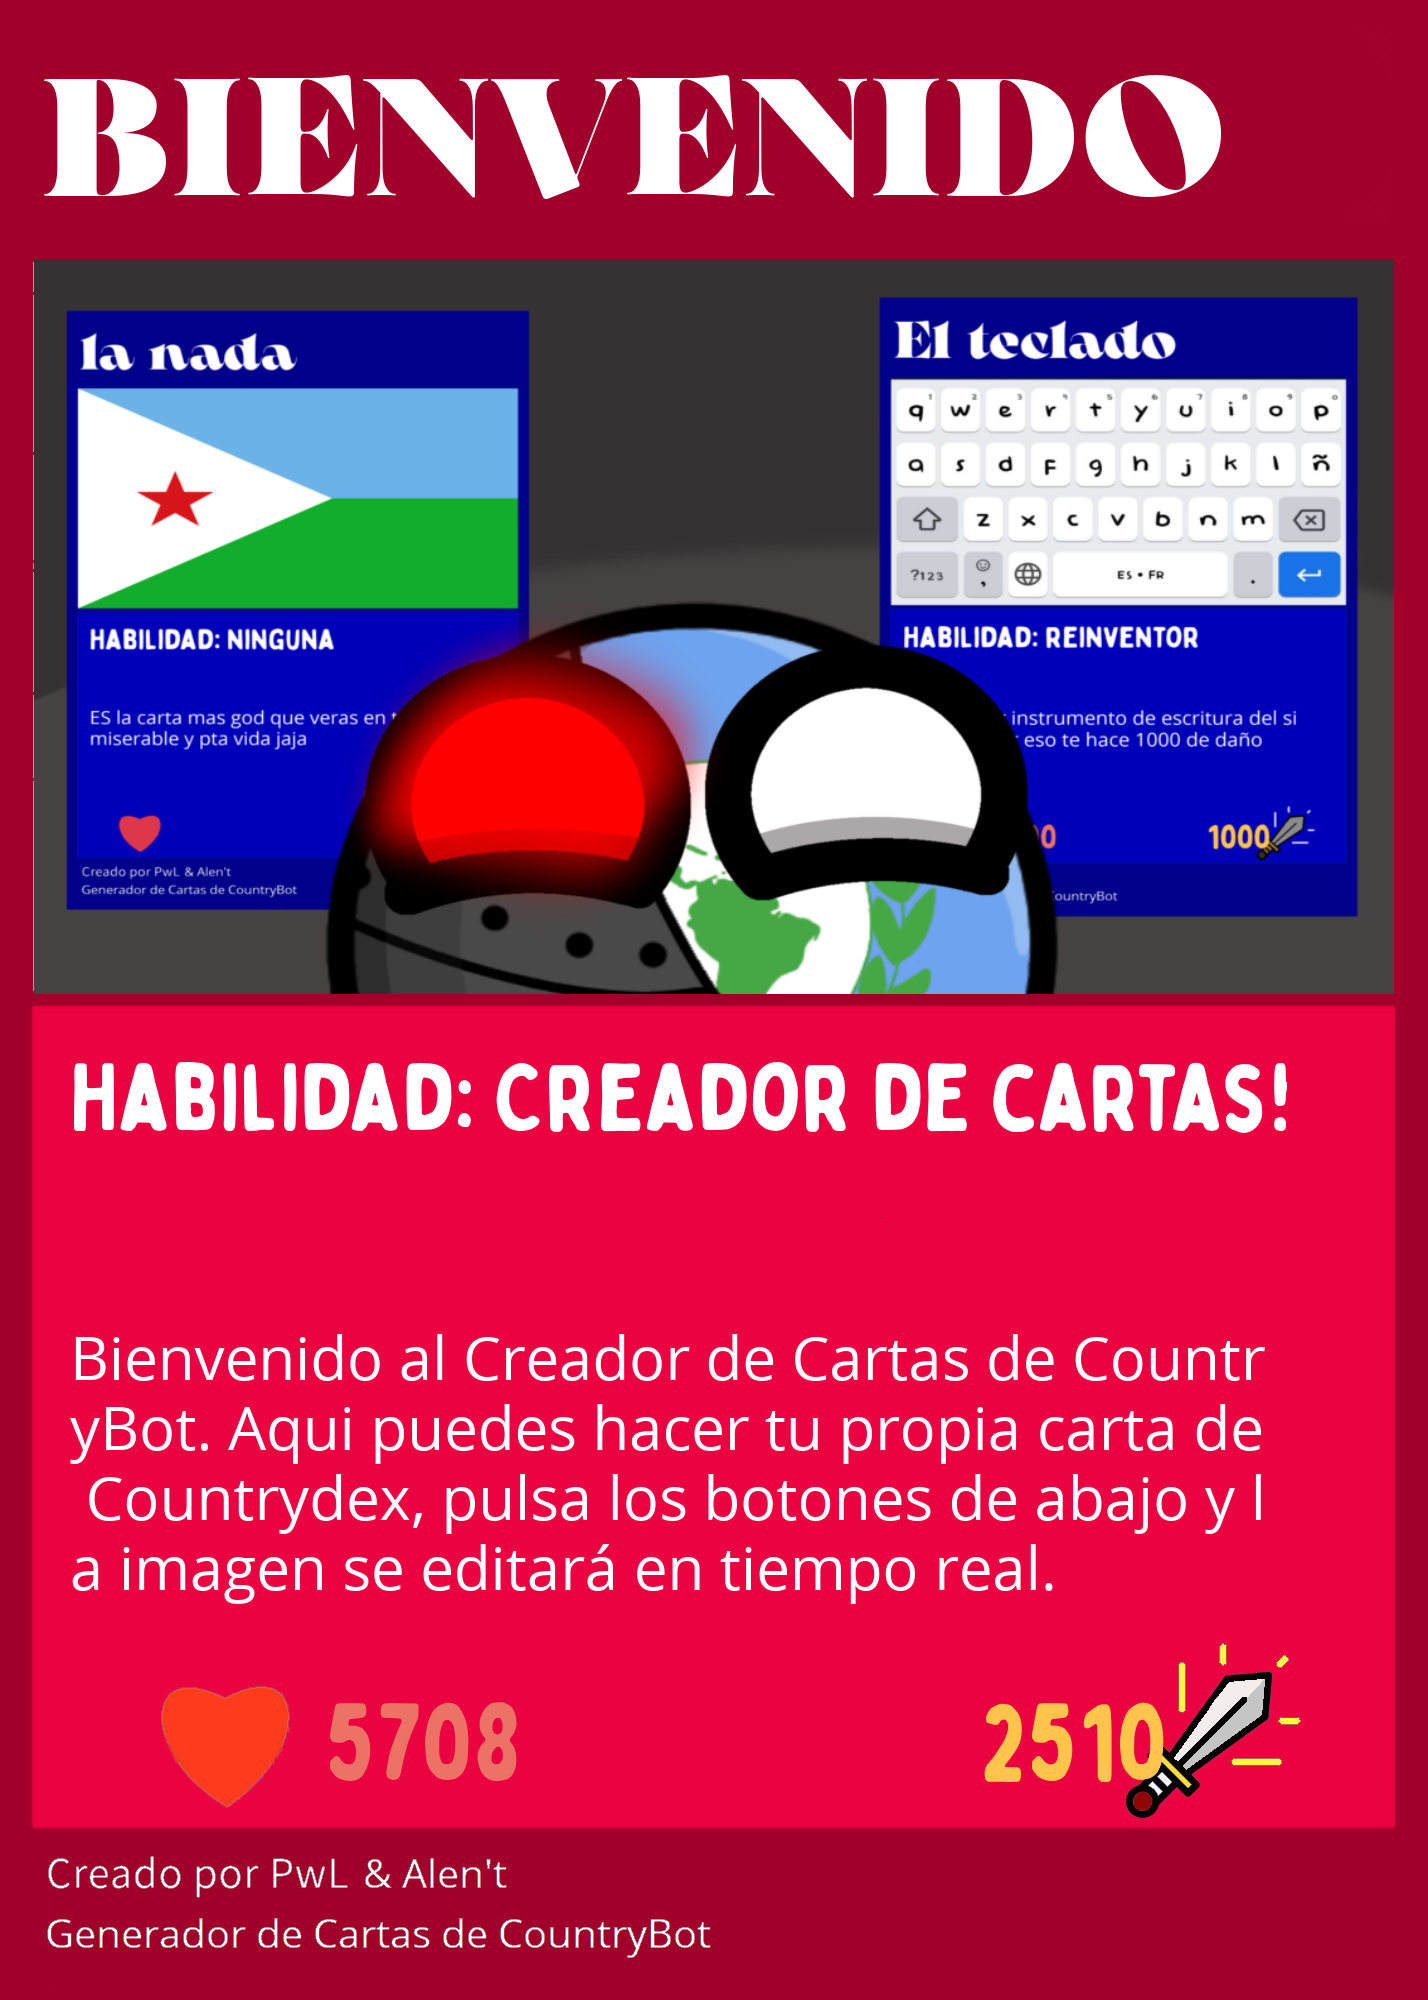 BIENVENIDO
la nada
HABILIDAD: NINGUNA
ES la carta mas god que veras en
miserable y pta vida jaja
Creado por PwL & Alen't
Generador de Cartas de CountryBot
El teclado
q w e r t y u i o p
a s d f g h j k l ñ
z x c v b n m
?123 , ES • FR .
HABILIDAD: REINVENTOR
instrumento de escritura del si
eso te hace 1000 de daño
1000
CountryBot
HABILIDAD: CREADOR DE CARTAS!
Bienvenido al Creador de Cartas de Countr
yBot. Aqui puedes hacer tu propia carta de
Countrydex, pulsa los botones de abajo y l
a imagen se editará en tiempo real.
5708
2510
Creado por PwL & Alen't
Generador de Cartas de CountryBot